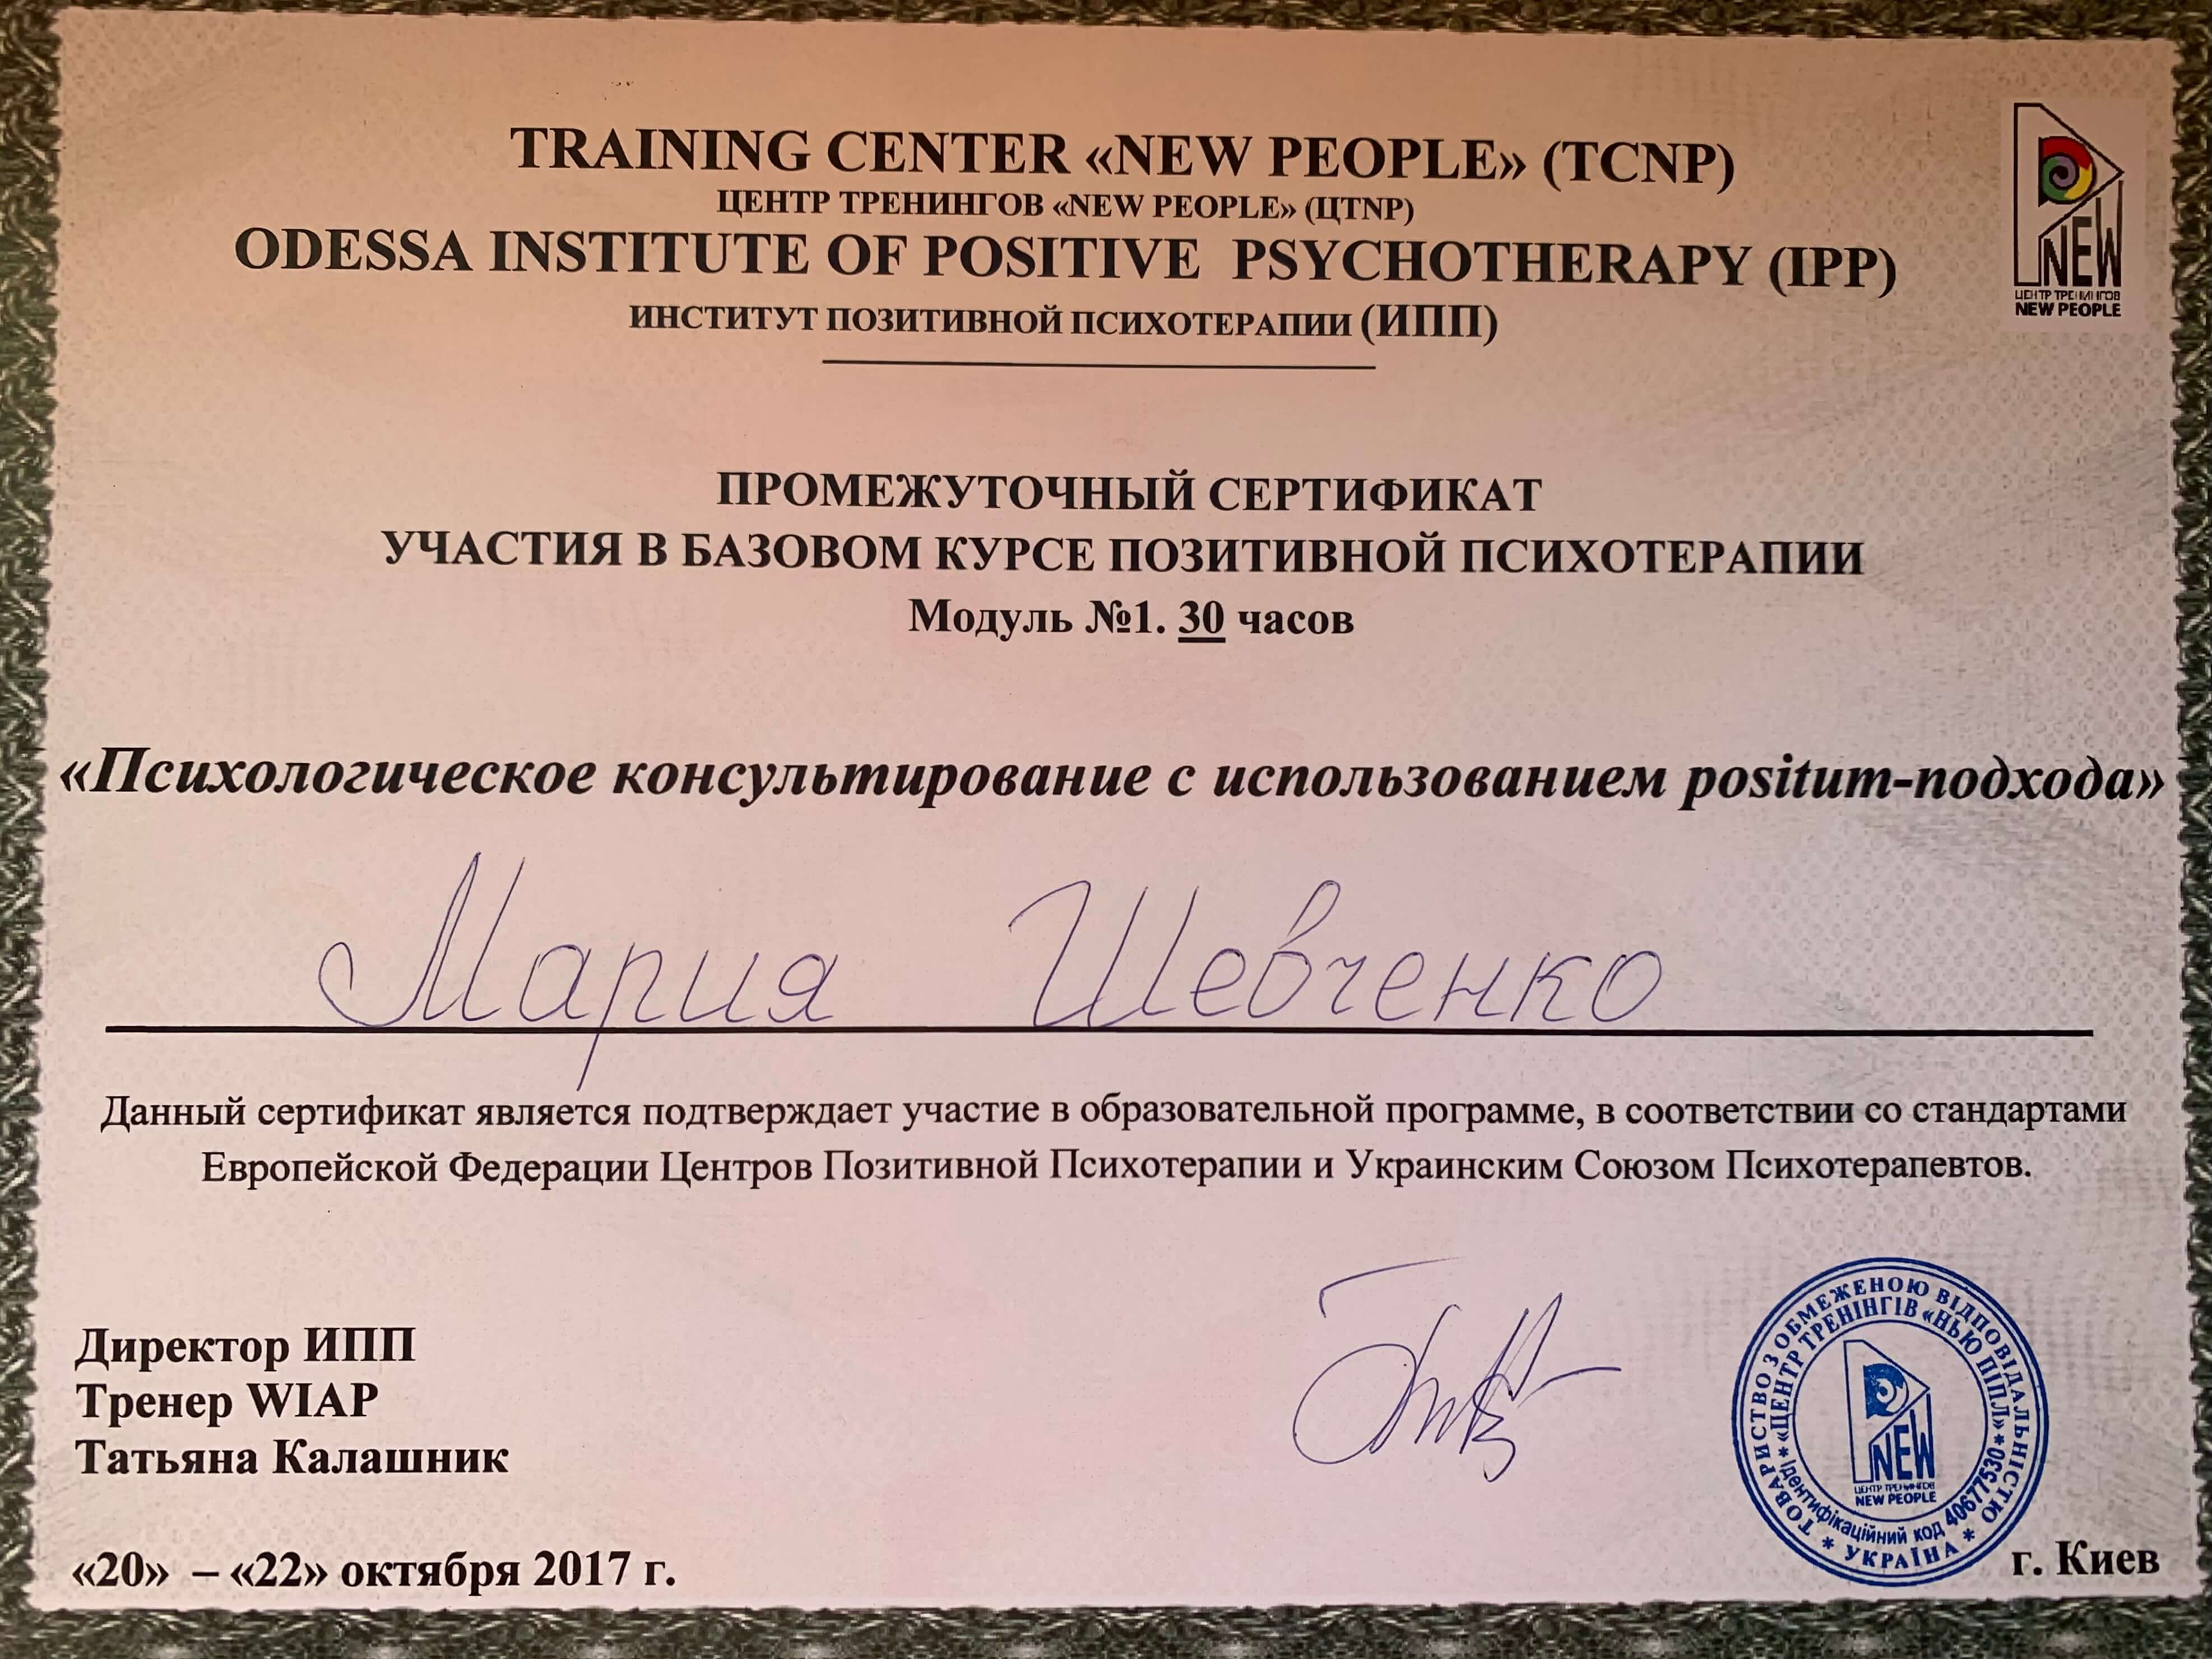 TRAINING CENTER «NEW PEOPLE» (TCNP)
ЦЕНТР ТРЕНИНГОВ «NEW PEOPLE» (ЦТNP)
ODESSA INSTITUTE OF POSITIVE PSYCHOTHERAPY (IPP)
ИНСТИТУТ ПОЗИТИВНОЙ ПСИХОТЕРАПИИ (ИПП)
NEW
ЦЕНТР ТРЕНИНГОВ
NEW PEOPLE
ПРОМЕЖУТОЧНЫЙ СЕРТИФИКАТ
УЧАСТИЯ В БАЗОВОМ КУРСЕ ПОЗИТИВНОЙ ПСИХОТЕРАПИИ
Модуль №1. 30 часов
«Психологическое консультирование с использованием positum-подхода»
Мария Шевченко
Данный сертификат является подтверждает участие в образовательной программе, в соответствии со стандартами
Европейской Федерации Центров Позитивной Психотерапии и Украинским Союзом Психотерапевтов.
Директор ИПП
Тренер WIAP
Татьяна Калашник
«20» – «22» октября 2017 г.
ТОВАРИСТВО З ОБМЕЖЕНОЮ ВІДПОВІДАЛЬНІСТЮ
* УКРАЇНА *
«ЦЕНТР ТРЕНІНГІВ «НЬЮ ПІПЛ»
* Ідентифікаційний код 40677530 *
NEW
ЦЕНТР ТРЕНИНГОВ
NEW PEOPLE
г. Киев